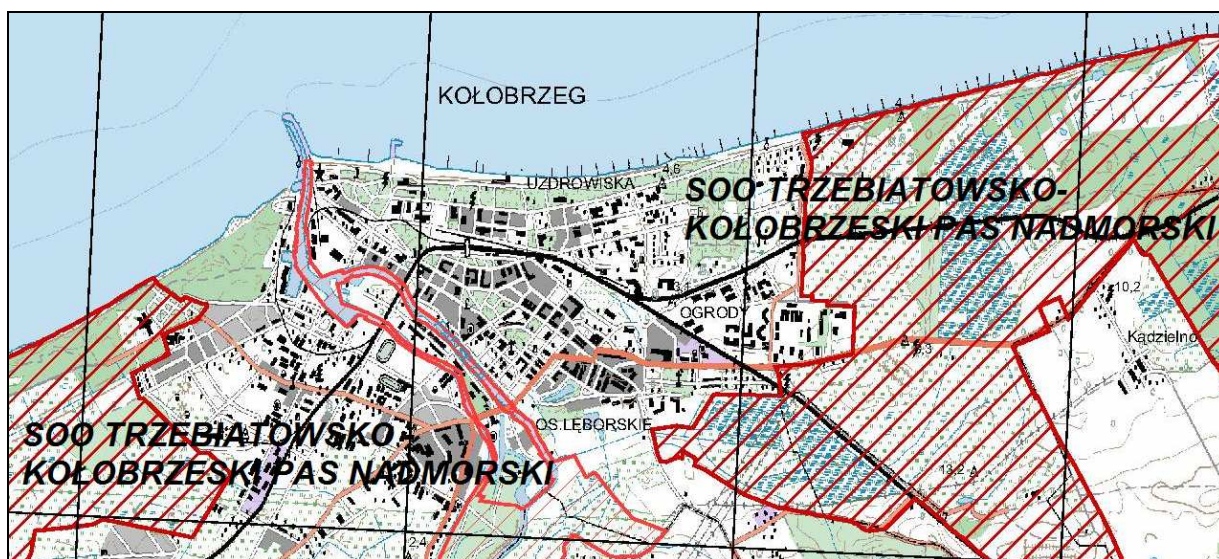 KOŁOBRZEG
UZDROWISKA
4,6
SOO TRZEBIATOWSKO-
KOŁOBRZESKI PAS NADMORSKI
10,2
OGRODY
Kądzielno
OS. LĘBORSKIE
SOO TRZEBIATOWSKO
KOŁOBRZESKI PAS NADMORSKI
13,2
2,4